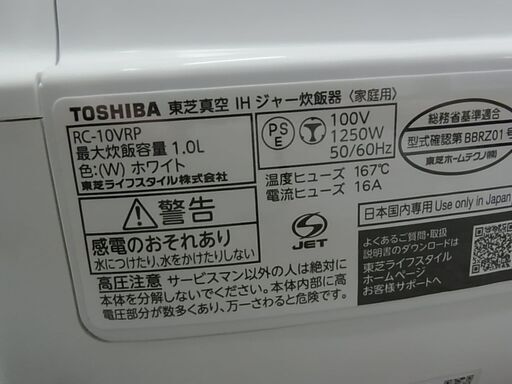 TOSHIBA 東芝真空 IH ジャー炊飯器〈家庭用〉
RC-10VRP
最大炊飯容量 1.0L
色:(W) ホワイト
東芝ライフスタイル株式会社
PS
E
100V
1250W
50/60Hz
温度ヒューズ 167℃
電流ヒューズ 16A
総務省基準適合
型式確認第 BBRZ01号
東芝ホームテクノ(株)
日本国内専用 Use only in Japan
警告
感電のおそれあり
水につけたり、水をかけたりしない
S
JET
高圧注意 サービスマン以外の人は絶対に
本体を分解しないでください。内部には高
電圧部分が多数あり、万一さわると危険です。
よくあるご質問・取扱
説明書のダウンロードは
東芝ライフスタイル
ホームページ
お客様サポートへ